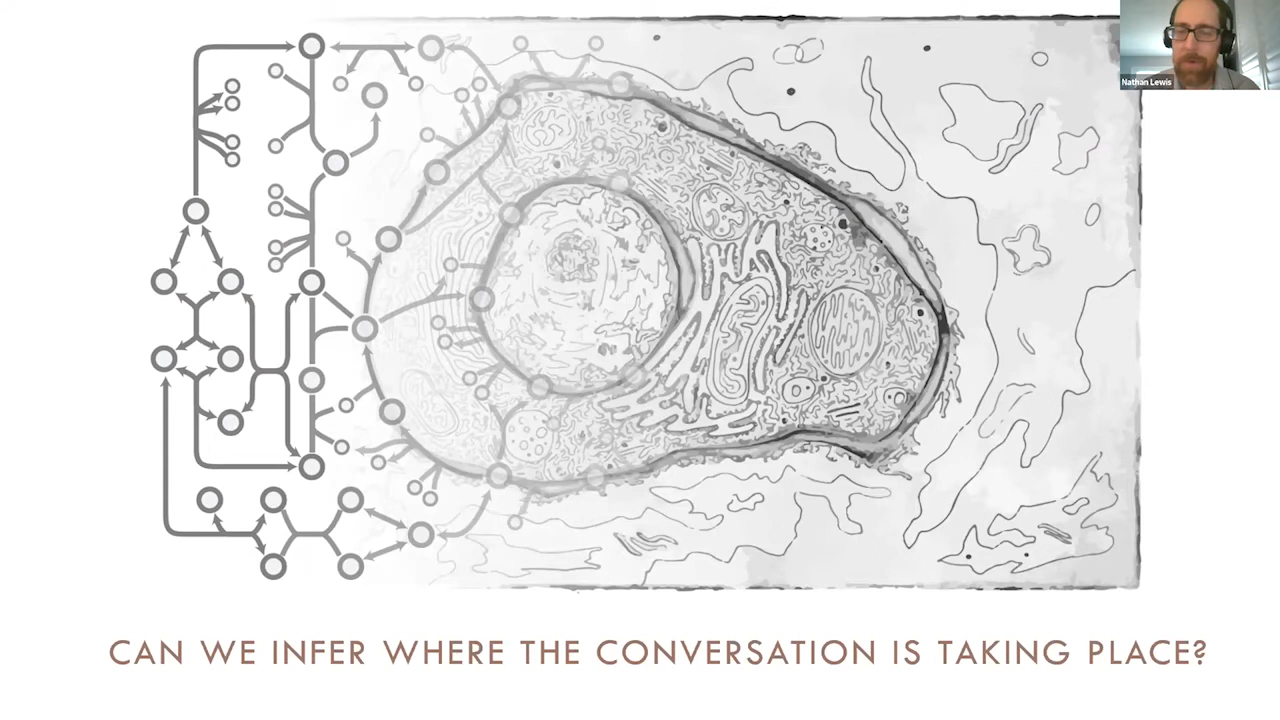 Nathan Lewis
CAN WE INFER WHERE THE CONVERSATION IS TAKING PLACE?